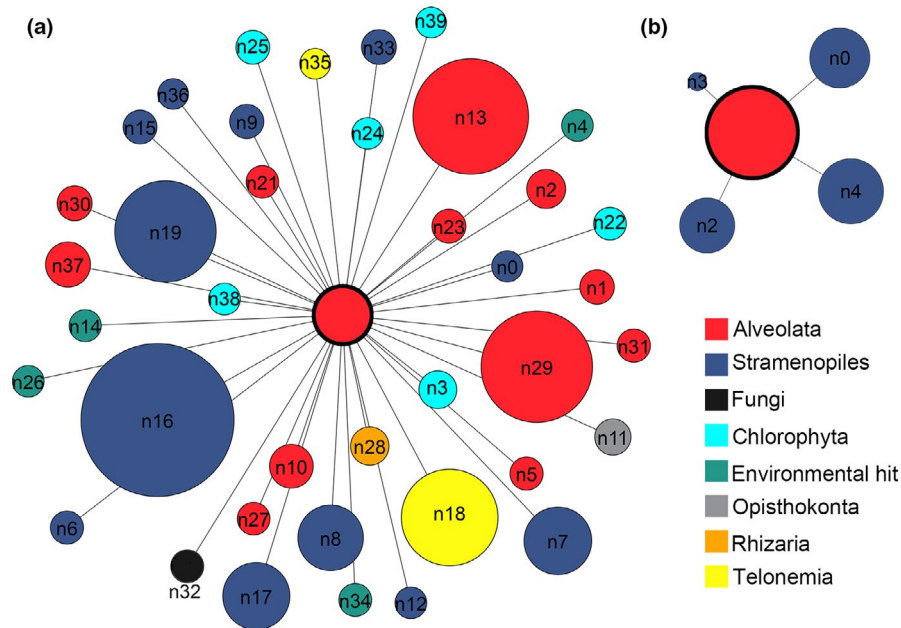 (a)
(b)
n39
n25
n33
n35
n0
n36
n3
n13
n15
n9
n24
n4
n21
n2
n4
n30
n23
n22
n2
n19
n37
n0
n38
n1
n14
n31
Alveolata
n29
Stramenopiles
n26
n3
Fungi
n16
n11
Chlorophyta
n28
n10
n5
Environmental hit
n27
n18
Opisthokonta
n6
n8
n7
Rhizaria
n32
n17
n34
n12
Telonemia